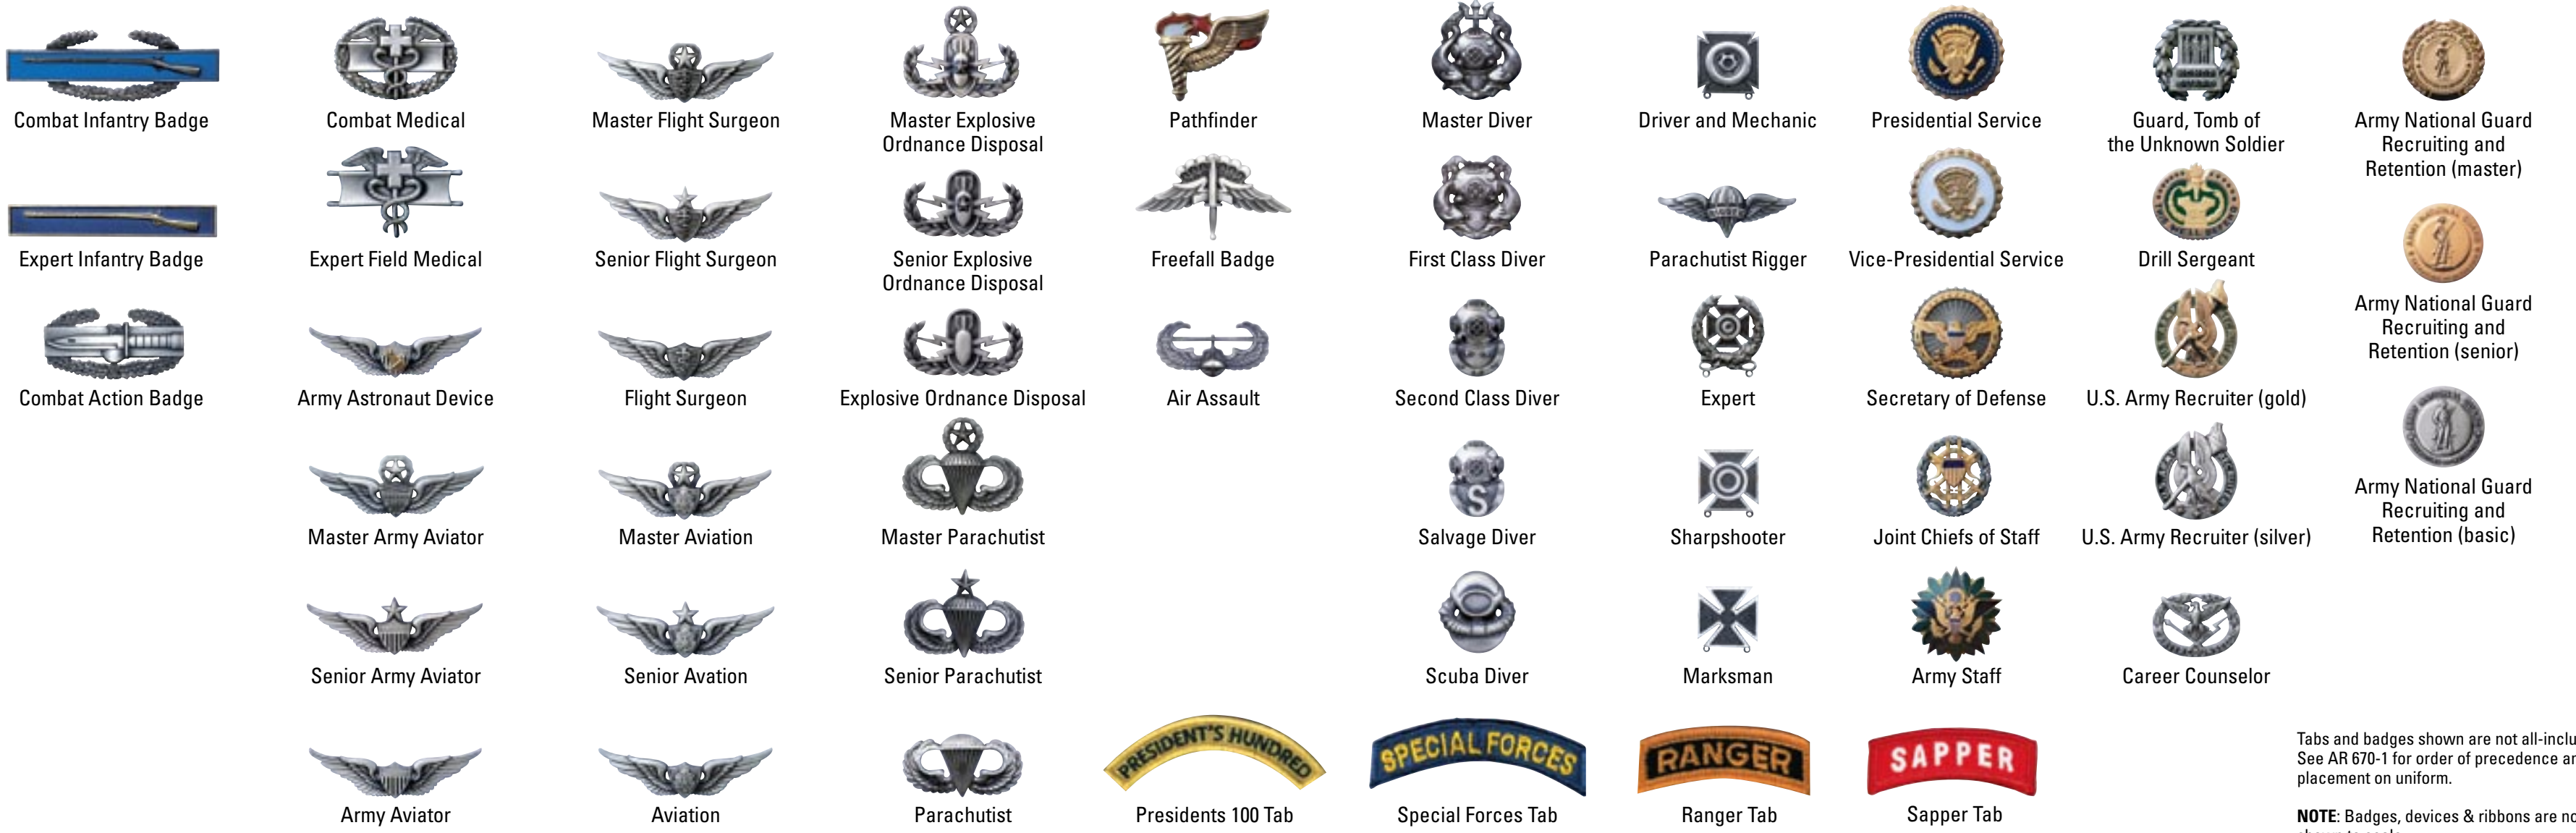 Combat Infantry Badge
Combat Medical
Master Flight Surgeon
Master Explosive
Ordnance Disposal
Pathfinder
Master Diver
Driver and Mechanic
Presidential Service
Guard, Tomb of
the Unknown Soldier
Army National Guard
Recruiting and
Retention (master)
Expert Infantry Badge
Expert Field Medical
Senior Flight Surgeon
Senior Explosive
Ordnance Disposal
Freefall Badge
First Class Diver
Parachutist Rigger
Vice-Presidential Service
Drill Sergeant
Army National Guard
Recruiting and
Retention (senior)
Combat Action Badge
Army Astronaut Device
Flight Surgeon
Explosive Ordnance Disposal
Air Assault
Second Class Diver
Expert
Secretary of Defense
U.S. Army Recruiter (gold)
Army National Guard
Recruiting and
Retention (basic)
Master Army Aviator
Master Aviation
Master Parachutist
S
Salvage Diver
Sharpshooter
Joint Chiefs of Staff
U.S. Army Recruiter (silver)
Senior Army Aviator
Senior Avation
Senior Parachutist
Scuba Diver
Marksman
Army Staff
Career Counselor
Army Aviator
Aviation
Parachutist
PRESIDENT'S HUNDRED
Presidents 100 Tab
SPECIAL FORCES
Special Forces Tab
RANGER
Ranger Tab
SAPPER
Sapper Tab
Tabs and badges shown are not all-inclu
See AR 670-1 for order of precedence an
placement on uniform.
NOTE: Badges, devices & ribbons are no